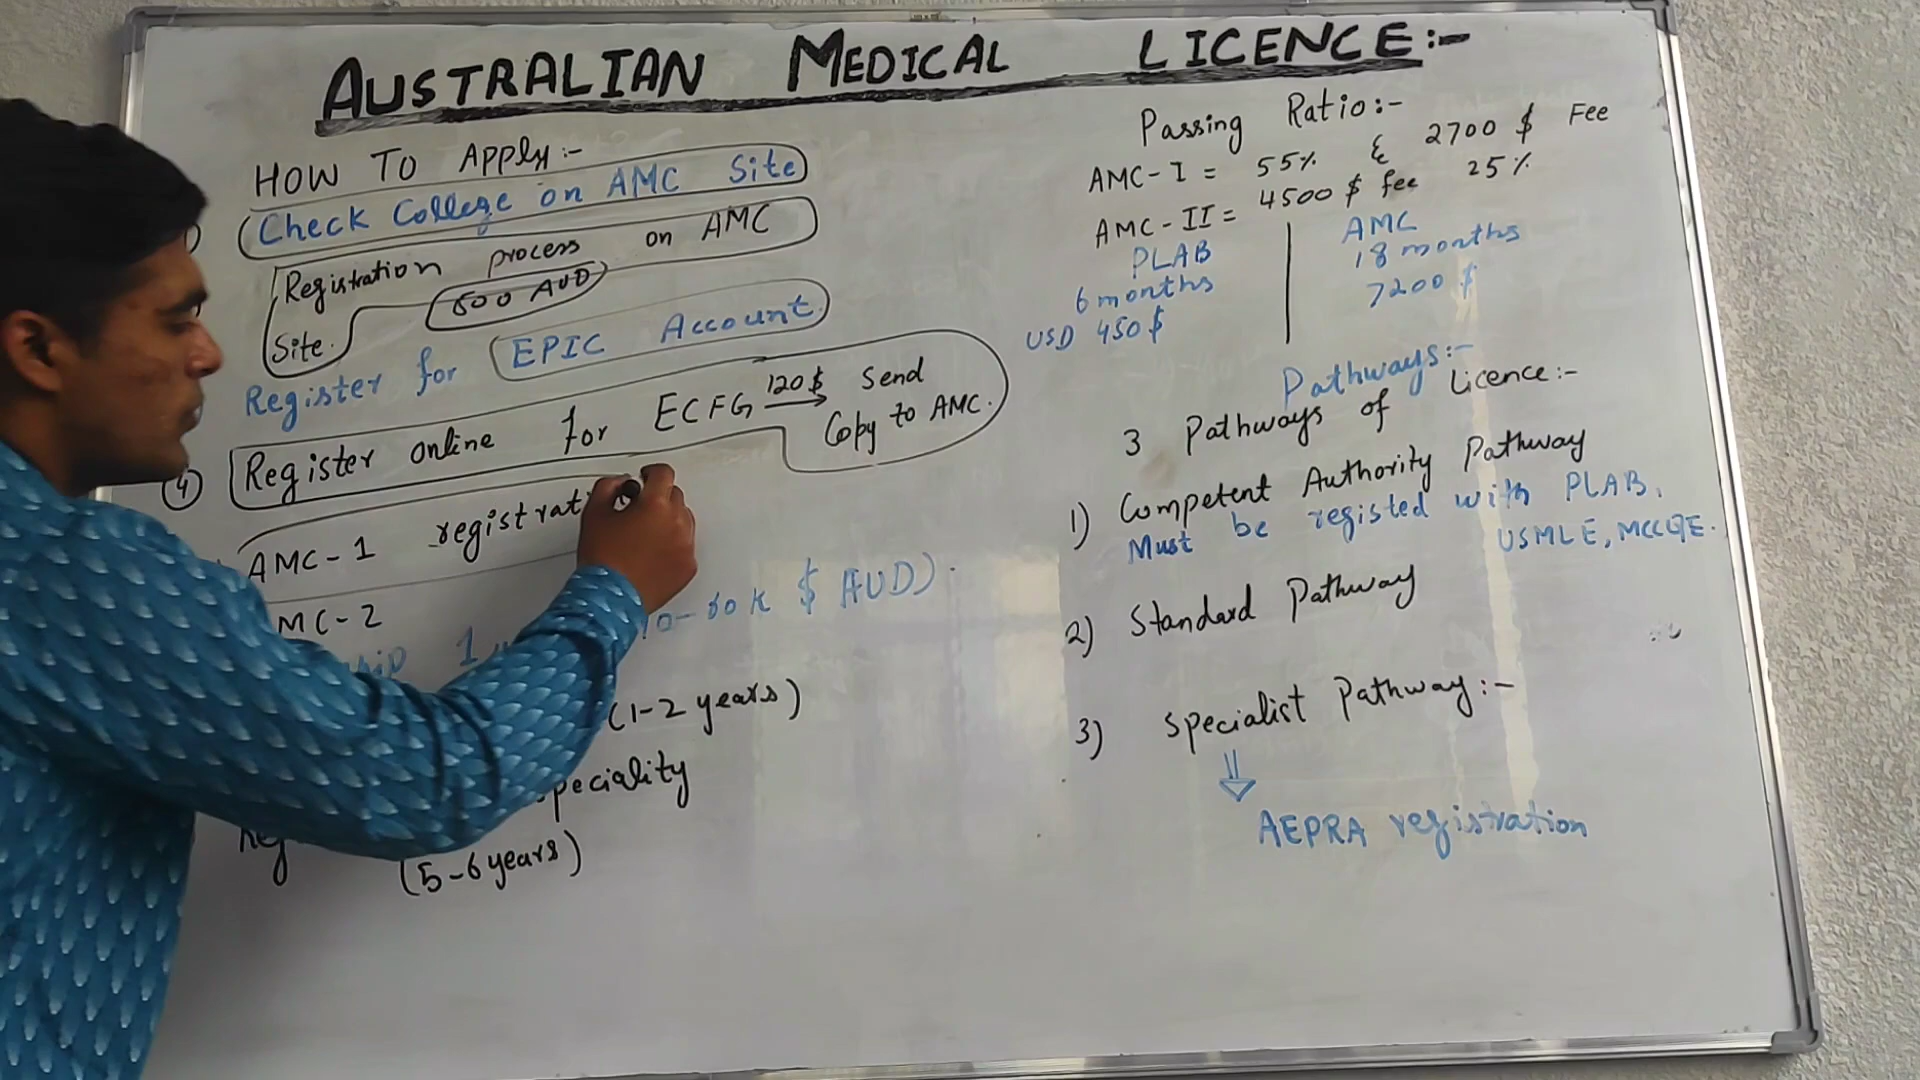 AUSTRALIAN MEDICAL LICENCE:-
HOW TO APPLY:-
Check College on AMC Site
Registration process on AMC
Site.
600 AUD
Register for EPIC Account
4) Register online for ECFG 120$ → Send
Copy to AMC.
AMC-1
MC-2
1
K $ AUD).
(1-2 years)
peciality
(5-6 years)
Passing Ratio:-
AMC-I = 55% & 2700 $ Fee
AMC-II = 4500 $ fee 25%
PLAB
6 months
USD 450$
AMC
18 months
7200 $
Pathways:-
3 Pathways of Licence:-
1) Competent Authority Pathway
Must be registed with PLAB,
USMLE, MCCQE.
2) Standard Pathway
3) Specialist Pathway:-
AEPRA registration